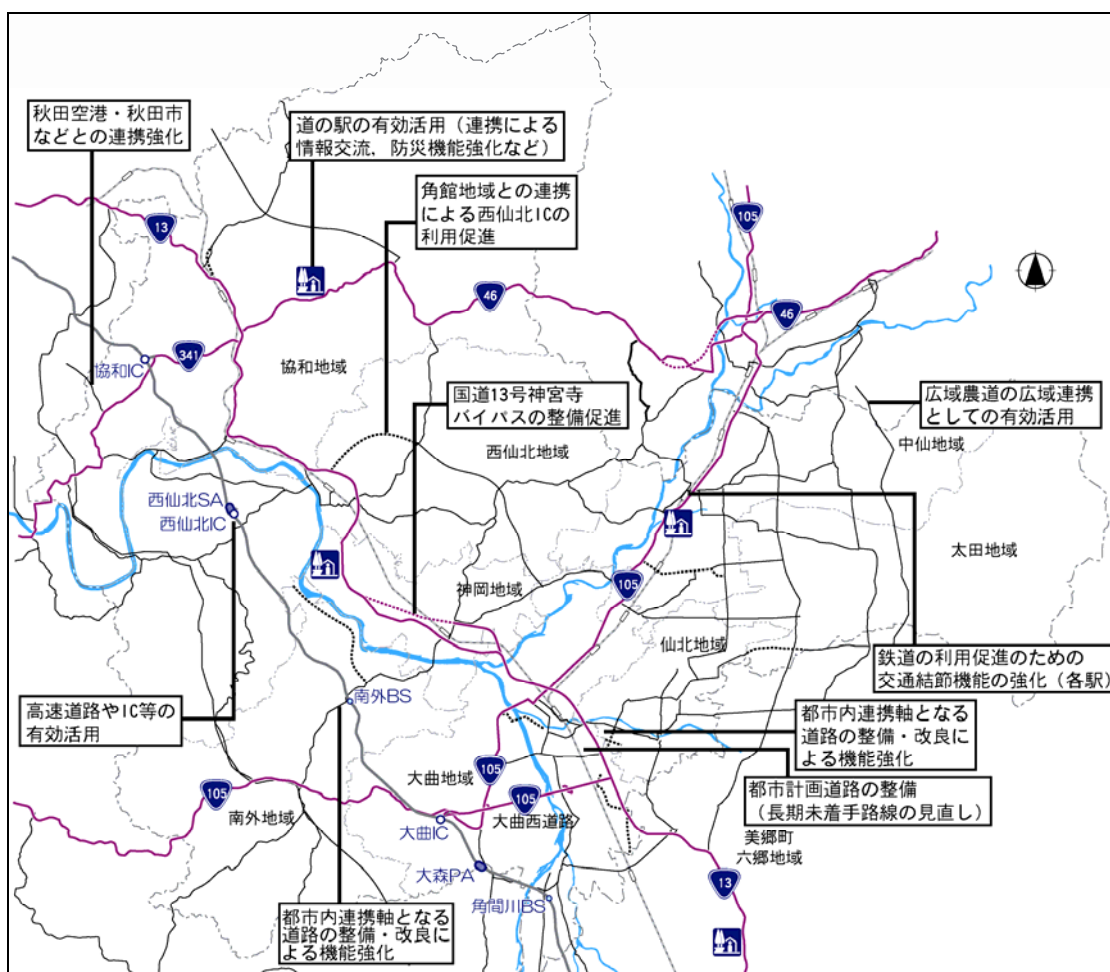 秋田空港・秋田市
などとの連携強化
道の駅の有効活用（連携による
情報交流、防災機能強化など）
角館地域との連携
による西仙北ICの
利用促進
13
105
46
46
341
協和IC
協和地域
国道13号神宮寺
バイパスの整備促進
広域農道の広域連携
としての有効活用
中仙地域
西仙北地域
西仙北SA
西仙北IC
太田地域
神岡地域
105
仙北地域
鉄道の利用促進のための
交通結節機能の強化（各駅）
南外BS
高速道路やIC等の
有効活用
都市内連携軸となる
道路の整備・改良
による機能強化
大曲地域
105
105
105
南外地域
大曲西道路
都市計画道路の整備
（長期未着手路線の見直し）
大曲IC
美郷町
六郷地域
大森PA
13
角間川BS
都市内連携軸となる
道路の整備・改良に
よる機能強化